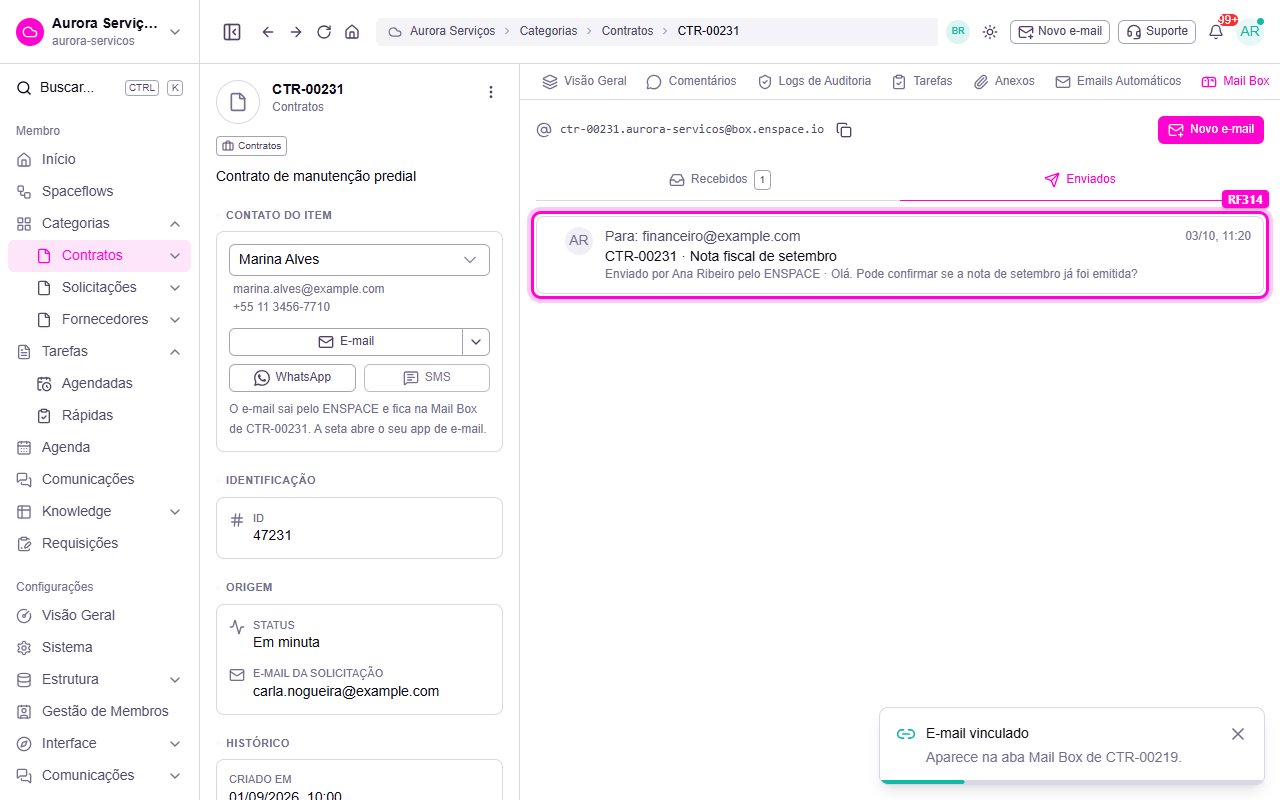 Aurora Serviç...
aurora-servicos
Aurora Serviços
Categorias
Contratos
CTR-00231
BR
Novo e-mail
Suporte
99+
AR
Buscar...
CTRL
K
Membro
Início
Spaceflows
Categorias
Contratos
Solicitações
Fornecedores
Tarefas
Agendadas
Rápidas
Agenda
Comunicações
Knowledge
Requisições
Configurações
Visão Geral
Sistema
Estrutura
Gestão de Membros
Interface
Comunicações
CTR-00231
Contratos
Contratos
Contrato de manutenção predial
CONTATO DO ITEM
Marina Alves
marina.alves@example.com
+55 11 3456-7710
E-mail
WhatsApp
SMS
O e-mail sai pelo ENSPACE e fica na Mail Box
de CTR-00231. A seta abre o seu app de e-mail.
IDENTIFICAÇÃO
ID
47231
ORIGEM
STATUS
Em minuta
E-MAIL DA SOLICITAÇÃO
carla.nogueira@example.com
HISTÓRICO
CRIADO EM
01/09/2026, 10:00
Visão Geral
Comentários
Logs de Auditoria
Tarefas
Anexos
Emails Automáticos
Mail Box
ctr-00231.aurora-servicos@box.enspace.io
Novo e-mail
Recebidos 1
Enviados
RF314
AR
Para: financeiro@example.com
03/10, 11:20
CTR-00231 · Nota fiscal de setembro
Enviado por Ana Ribeiro pelo ENSPACE · Olá. Pode confirmar se a nota de setembro já foi emitida?
E-mail vinculado
Aparece na aba Mail Box de CTR-00219.